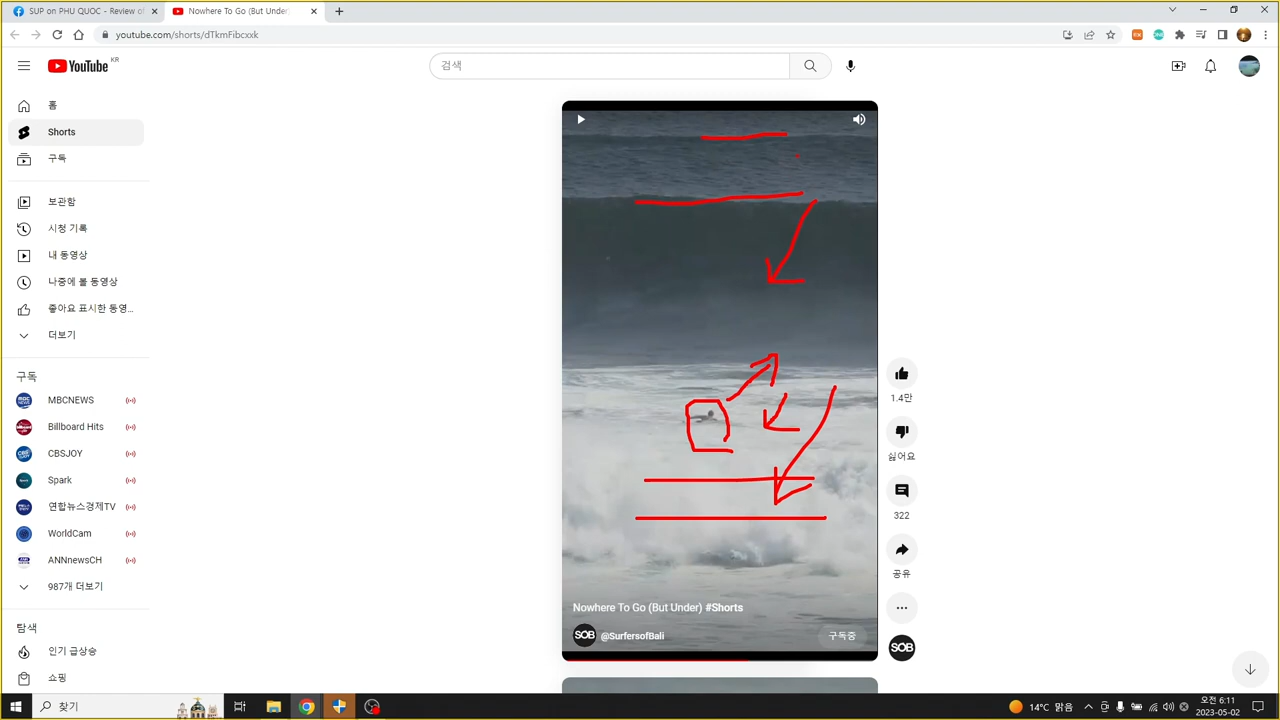 SUP on PHU QUOC - Review of
Nowhere To Go (But Under)
youtube.com/shorts/dTkmFibcxxk
YouTube KR
검색
홈
Shorts
구독
보관함
시청 기록
내 동영상
나중에 볼 동영상
좋아요 표시한 동영...
더보기
구독
MBCNEWS
Billboard Hits
CBSJOY
Spark
연합뉴스경제TV
WorldCam
ANNnewsCH
987개 더보기
탐색
인기 급상승
쇼핑
1.4만
싫어요
322
공유
Nowhere To Go (But Under) #Shorts
SOB @SurfersofBali
구독중
SOB
찾기
14°C 맑음
오전 6:11
2023-05-02